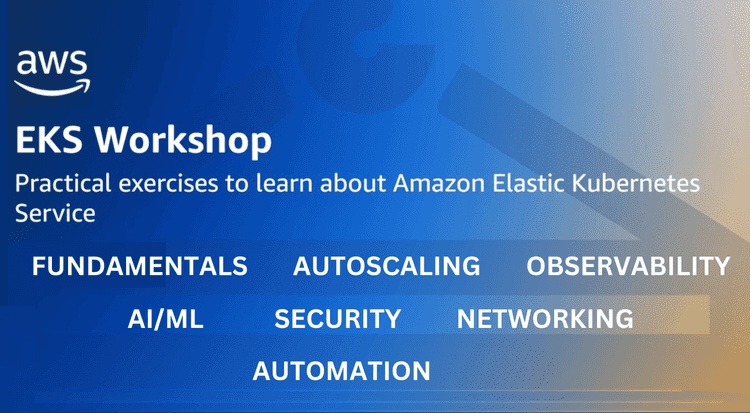 aws
EKS Workshop
Practical exercises to learn about Amazon Elastic Kubernetes
Service
FUNDAMENTALS AUTOSCALING OBSERVABILITY
AI/ML SECURITY NETWORKING
AUTOMATION